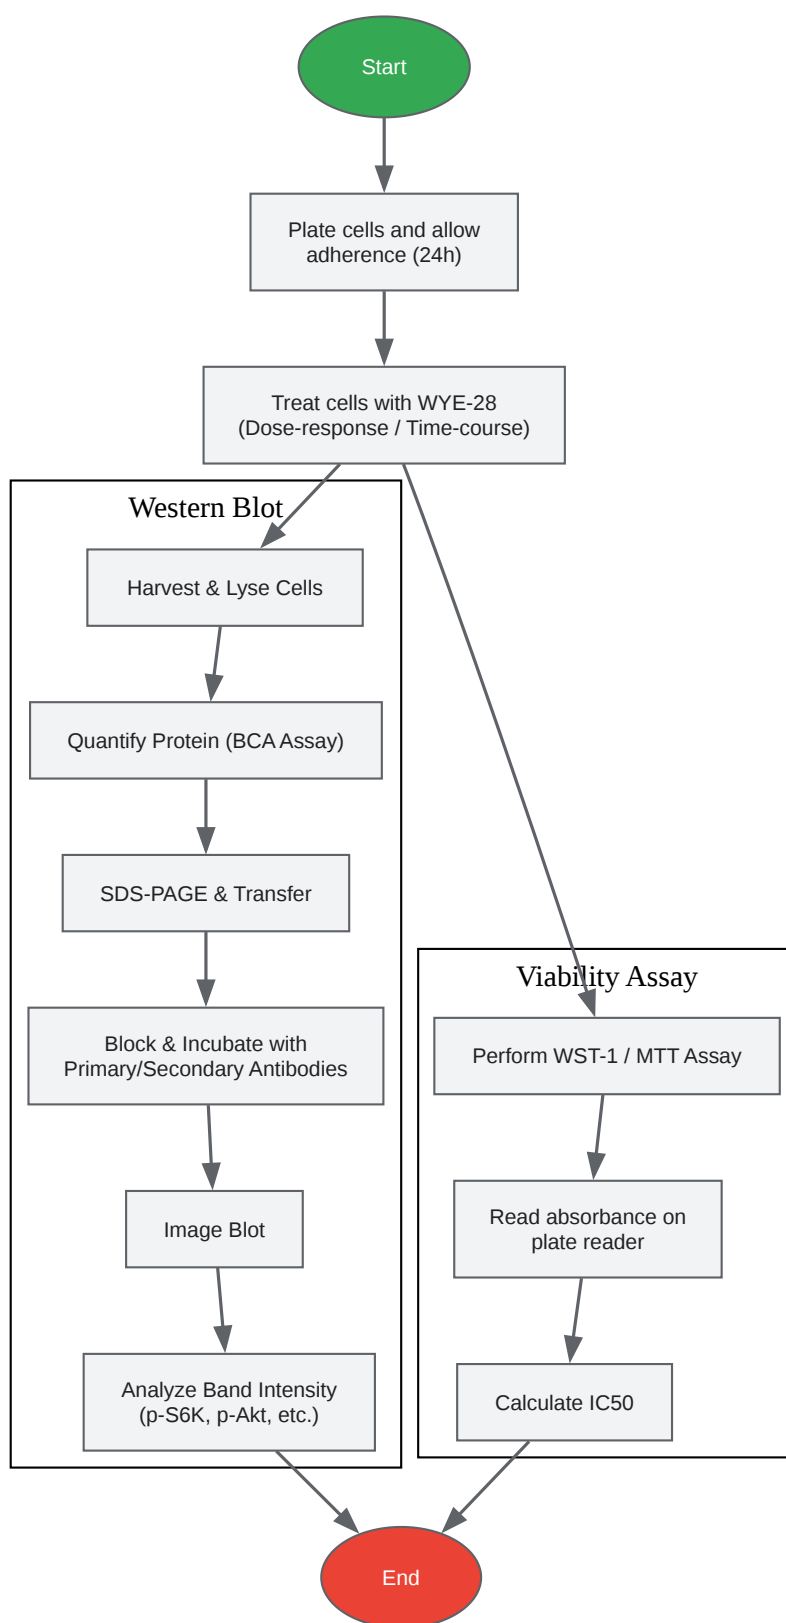 Start
Plate cells and allow
adherence (24h)
Treat cells with WYE-28
(Dose-response / Time-course)
Western Blot
Harvest & Lyse Cells
Quantify Protein (BCA Assay)
SDS-PAGE & Transfer
Block & Incubate with
Primary/Secondary Antibodies
Image Blot
Analyze Band Intensity
(p-S6K, p-Akt, etc.)
Viability Assay
Perform WST-1 / MTT Assay
Read absorbance on
plate reader
Calculate IC50
End